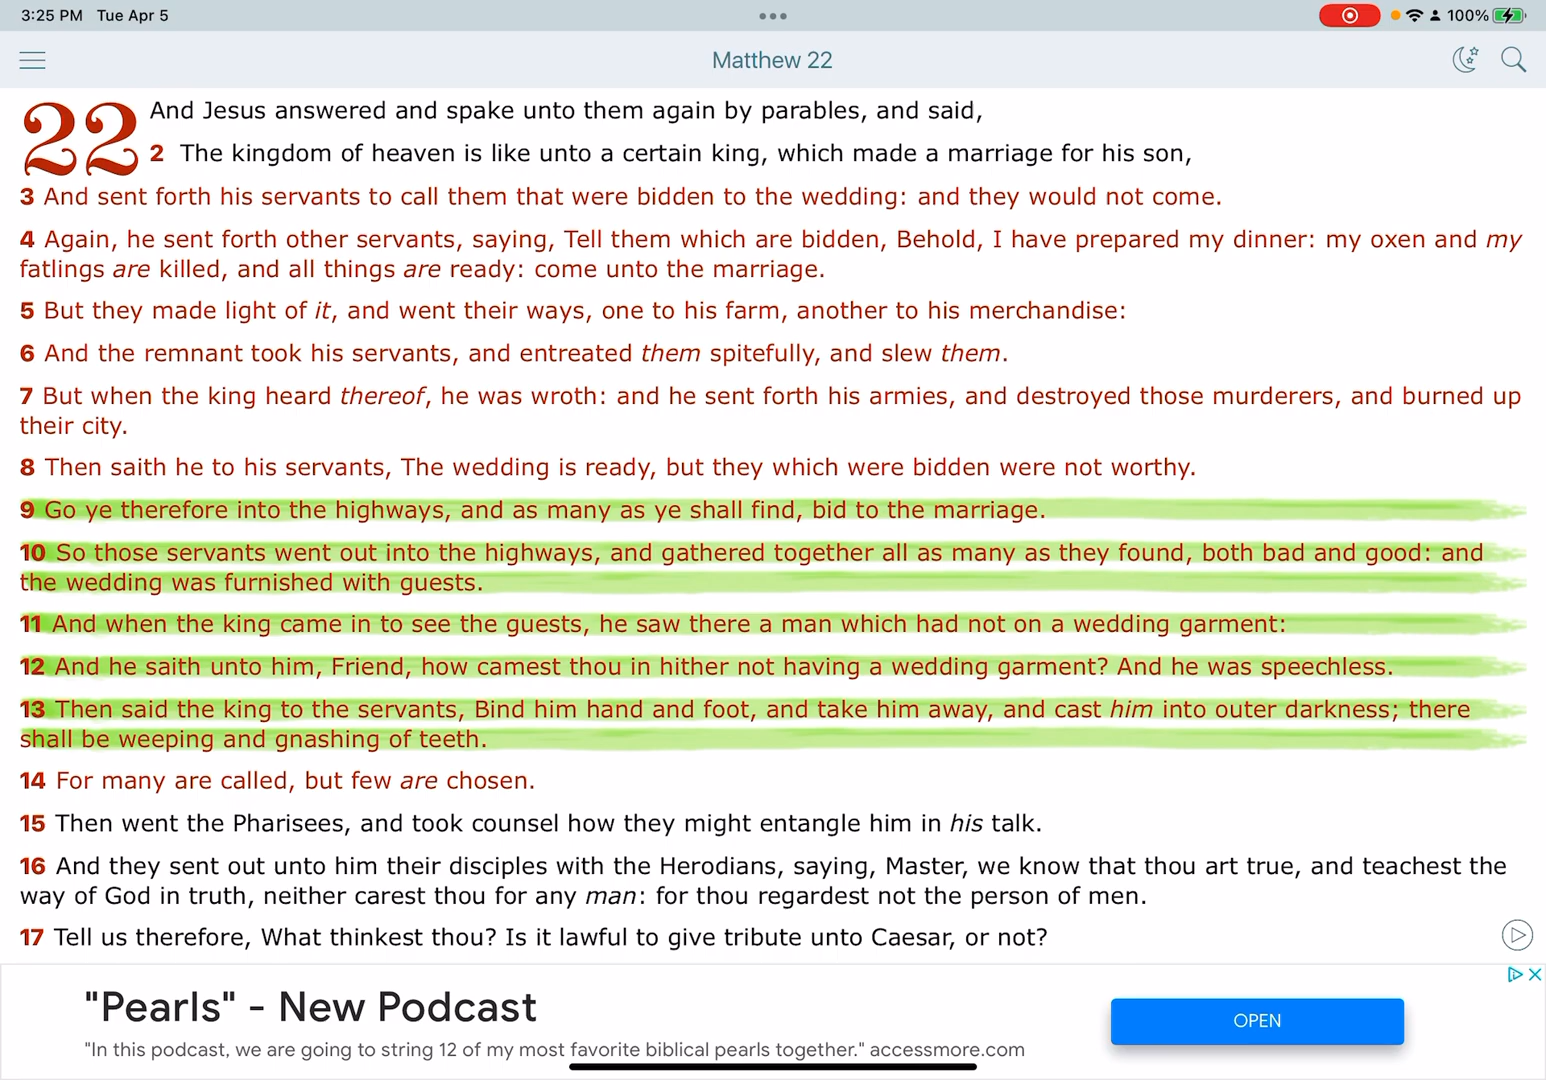 3:25 PM Tue Apr 5
100%
Matthew 22
22 And Jesus answered and spake unto them again by parables, and said,
2 The kingdom of heaven is like unto a certain king, which made a marriage for his son,
3 And sent forth his servants to call them that were bidden to the wedding: and they would not come.
4 Again, he sent forth other servants, saying, Tell them which are bidden, Behold, I have prepared my dinner: my oxen and my
fatlings are killed, and all things are ready: come unto the marriage.
5 But they made light of it, and went their ways, one to his farm, another to his merchandise:
6 And the remnant took his servants, and entreated them spitefully, and slew them.
7 But when the king heard thereof, he was wroth: and he sent forth his armies, and destroyed those murderers, and burned up
their city.
8 Then saith he to his servants, The wedding is ready, but they which were bidden were not worthy.
9 Go ye therefore into the highways, and as many as ye shall find, bid to the marriage.
10 So those servants went out into the highways, and gathered together all as many as they found, both bad and good: and
the wedding was furnished with guests.
11 And when the king came in to see the guests, he saw there a man which had not on a wedding garment:
12 And he saith unto him, Friend, how camest thou in hither not having a wedding garment? And he was speechless.
13 Then said the king to the servants, Bind him hand and foot, and take him away, and cast him into outer darkness; there
shall be weeping and gnashing of teeth.
14 For many are called, but few are chosen.
15 Then went the Pharisees, and took counsel how they might entangle him in his talk.
16 And they sent out unto him their disciples with the Herodians, saying, Master, we know that thou art true, and teachest the
way of God in truth, neither carest thou for any man: for thou regardest not the person of men.
17 Tell us therefore, What thinkest thou? Is it lawful to give tribute unto Caesar, or not?
"Pearls" - New Podcast
"In this podcast, we are going to string 12 of my most favorite biblical pearls together." accessmore.com
OPEN